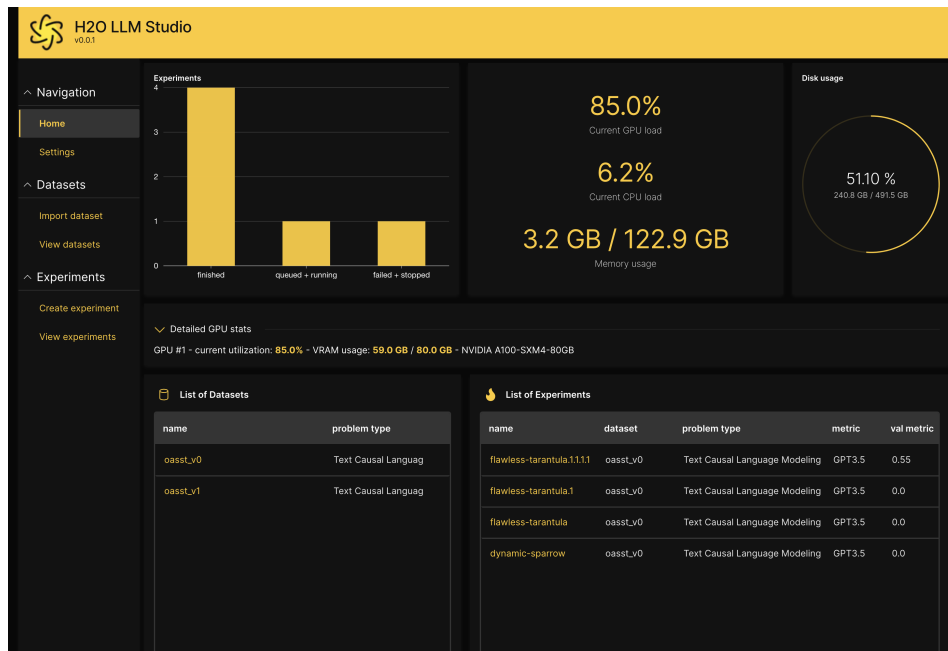 H2O LLM Studio
v0.0.1
Navigation
Home
Settings
Datasets
Import dataset
View datasets
Experiments
Create experiment
View experiments
Experiments
4
3
2
1
0
finished queued + running failed + stopped
85.0%
Current GPU load
6.2%
Current CPU load
3.2 GB / 122.9 GB
Memory usage
Disk usage
51.10 %
240.8 GB / 491.5 GB
Detailed GPU stats
GPU #1 - current utilization: 85.0% - VRAM usage: 59.0 GB / 80.0 GB - NVIDIA A100-SXM4-80GB
List of Datasets
name problem type
oasst_v0 Text Causal Languag
oasst_v1 Text Causal Languag
List of Experiments
name dataset problem type metric val metric
flawless-tarantula.1.1.1.1 oasst_v0 Text Causal Language Modeling GPT3.5 0.55
flawless-tarantula.1 oasst_v0 Text Causal Language Modeling GPT3.5 0.0
flawless-tarantula oasst_v0 Text Causal Language Modeling GPT3.5 0.0
dynamic-sparrow oasst_v0 Text Causal Language Modeling GPT3.5 0.0